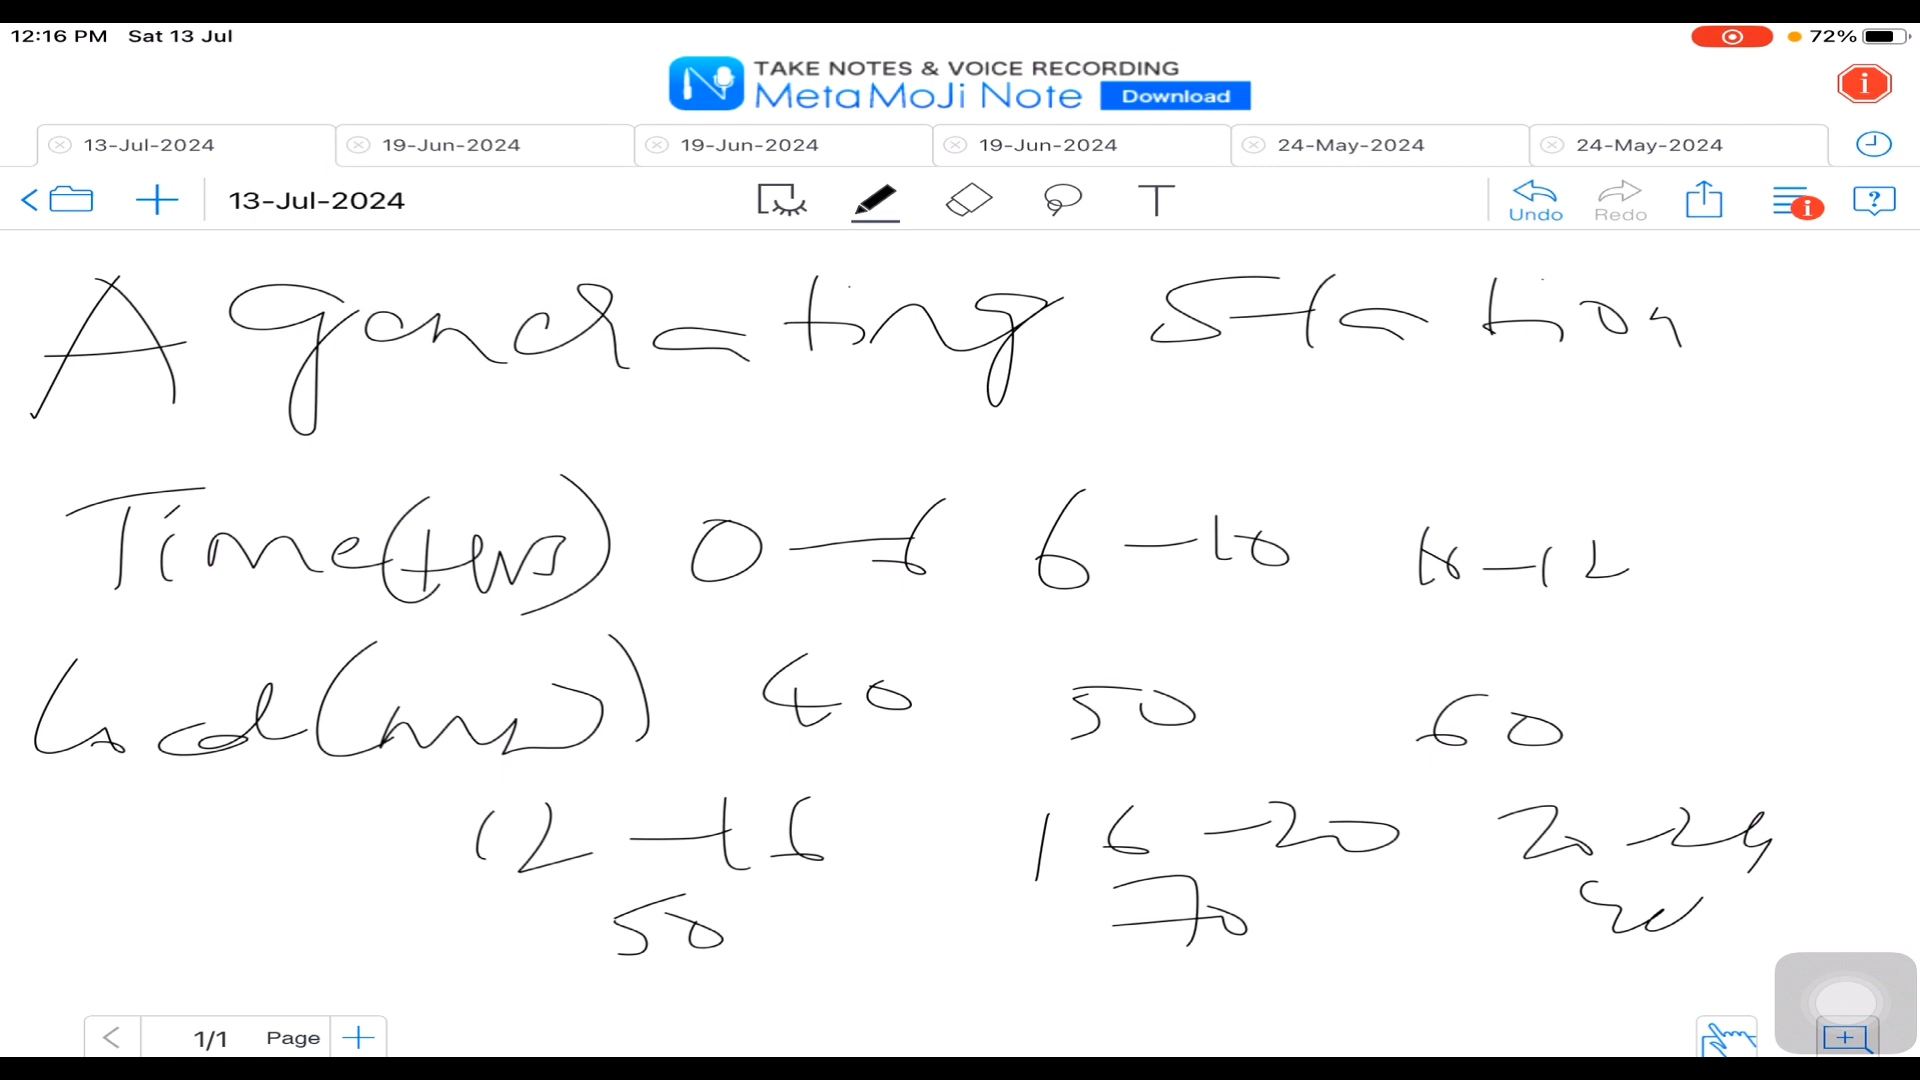 12:16 PM Sat 13 Jul 72%
TAKE NOTES & VOICE RECORDING
MetaMoJi Note Download
13-Jul-2024 19-Jun-2024 19-Jun-2024 19-Jun-2024 24-May-2024 24-May-2024
13-Jul-2024 T Undo Redo
A generating station
Time 0-6 6-10 10-12
Load (mw) 40 50 60
12-16 16-20 20-24
50 70
1/1 Page